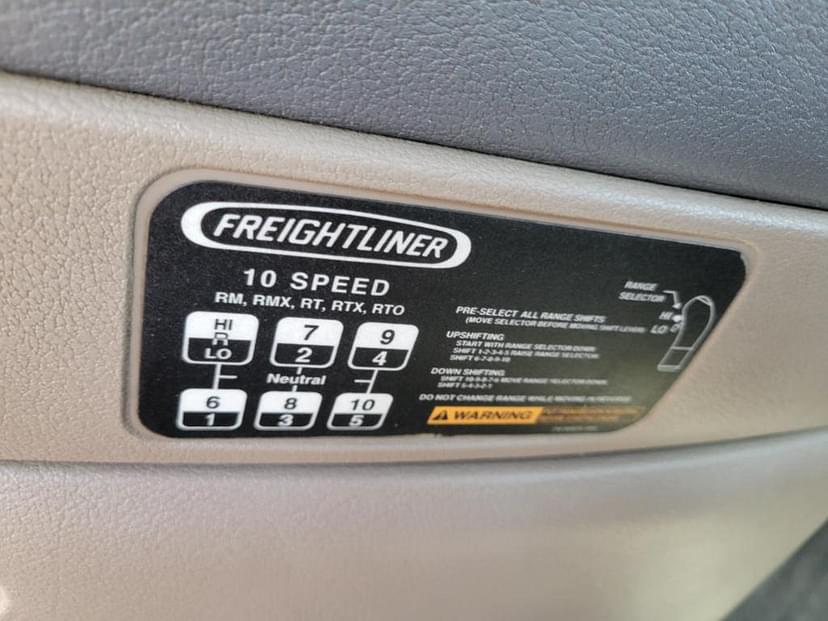 FREIGHTLINER
10 SPEED
RM, RMX, RT, RTX, RTO
HI
R
LO
7
2
9
4
Neutral
6
1
8
3
10
5
PRE-SELECT ALL RANGE SHIFTS
(MOVE SELECTOR BEFORE MOVING SHIFT LEVER)
UPSHIFTING
START WITH RANGE SELECTOR DOWN
SHIFT 1-2-3-4-5 RAISE RANGE SELECTOR
SHIFT 6-7-8-9-10
DOWN SHIFTING
SHIFT 10-9-8-7-6 MOVE RANGE SELECTOR DOWN
SHIFT 5-4-3-2-1
DO NOT CHANGE RANGE WHILE MOVING IN REVERSE
WARNING
RANGE
SELECTOR
HI
LO